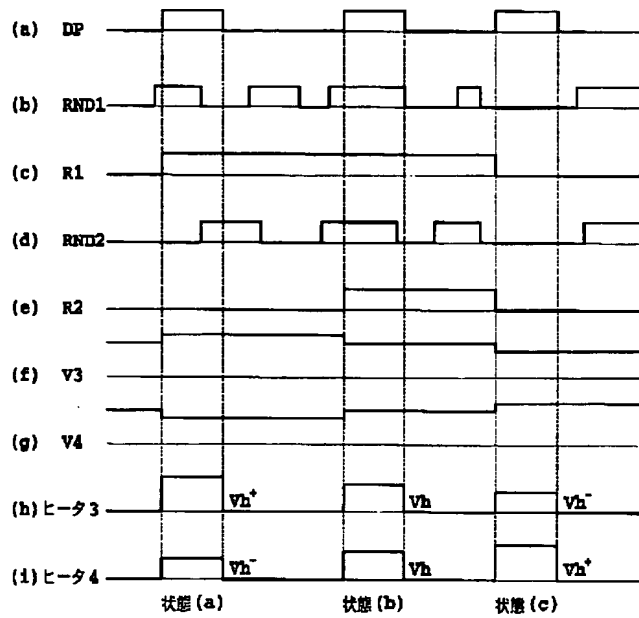 (a) DP
(b) RND1
(c) R1
(d) RND2
(e) R2
(f) V3
(g) V4
(h)ヒータ3 Vh⁺ Vh Vh⁻
(i)ヒータ4 Vh⁻ Vh Vh⁺
状態(a) 状態(b) 状態(c)